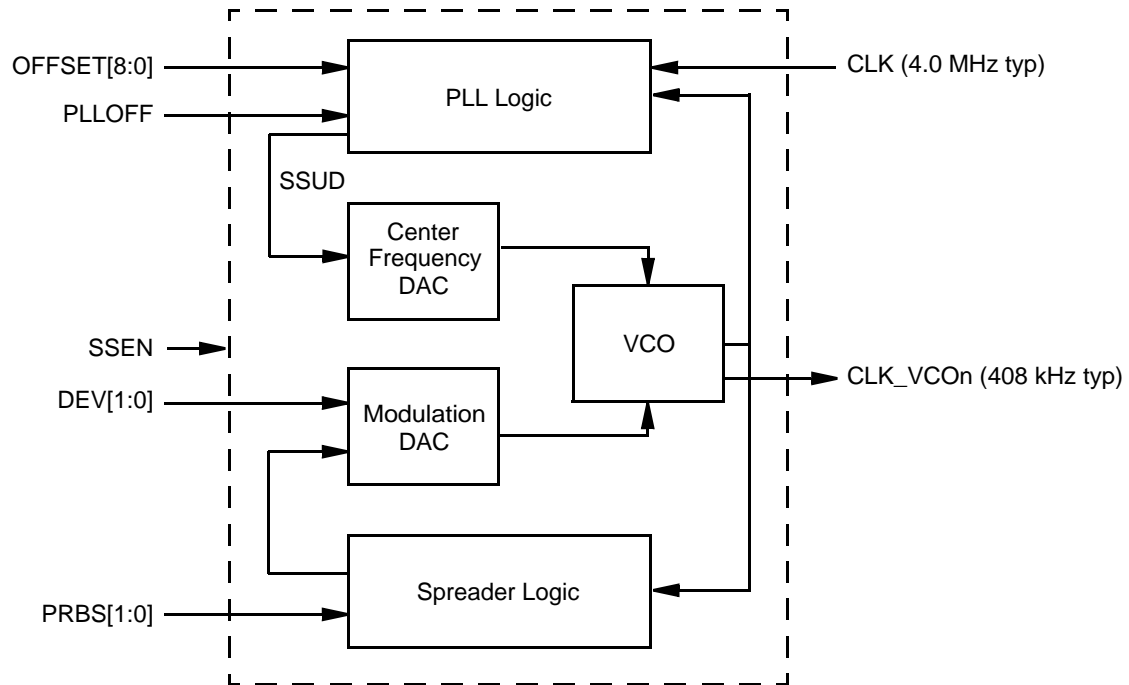 OFFSET[8:0]
PLL Logic
CLK (4.0 MHz typ)
PLLOFF
SSUD
Center
Frequency
DAC
VCO
SSEN
CLK_VCOn (408 kHz typ)
DEV[1:0]
Modulation
DAC
Spreader Logic
PRBS[1:0]